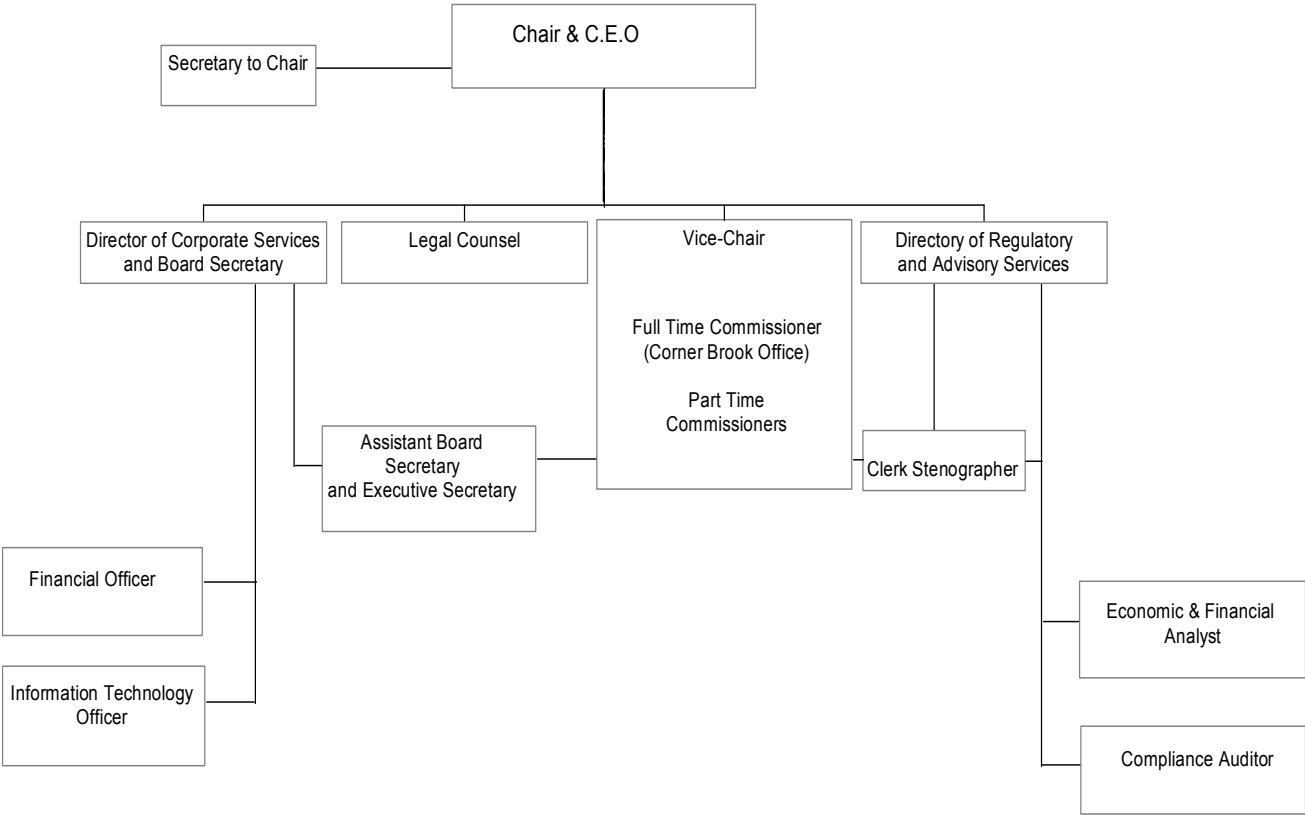 Chair & C.E.O
Secretary to Chair
Director of Corporate Services
and Board Secretary
Legal Counsel
Vice-Chair
Full Time Commissioner
(Corner Brook Office)
Part Time
Commissioners
Directory of Regulatory
and Advisory Services
Assistant Board
Secretary
and Executive Secretary
Clerk Stenographer
Financial Officer
Information Technology
Officer
Economic & Financial
Analyst
Compliance Auditor